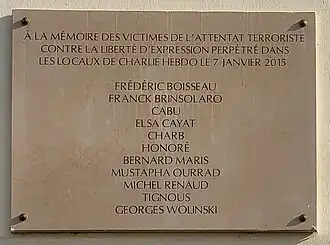 À LA MÉMOIRE DES VICTIMES DE L'ATTENTAT TERRORISTE
CONTRE LA LIBERTÉ D'EXPRESSION PERPÉTRÉ DANS
LES LOCAUX DE CHARLIE HEBDO LE 7 JANVIER 2015
FRÉDÉRIC BOISSEAU
FRANCK BRINSOLARO
CABU
ELSA CAYAT
CHARB
HONORÉ
BERNARD MARIS
MUSTAPHA OURRAD
MICHEL RENAUD
TIGNOUS
GEORGES WOLINSKI